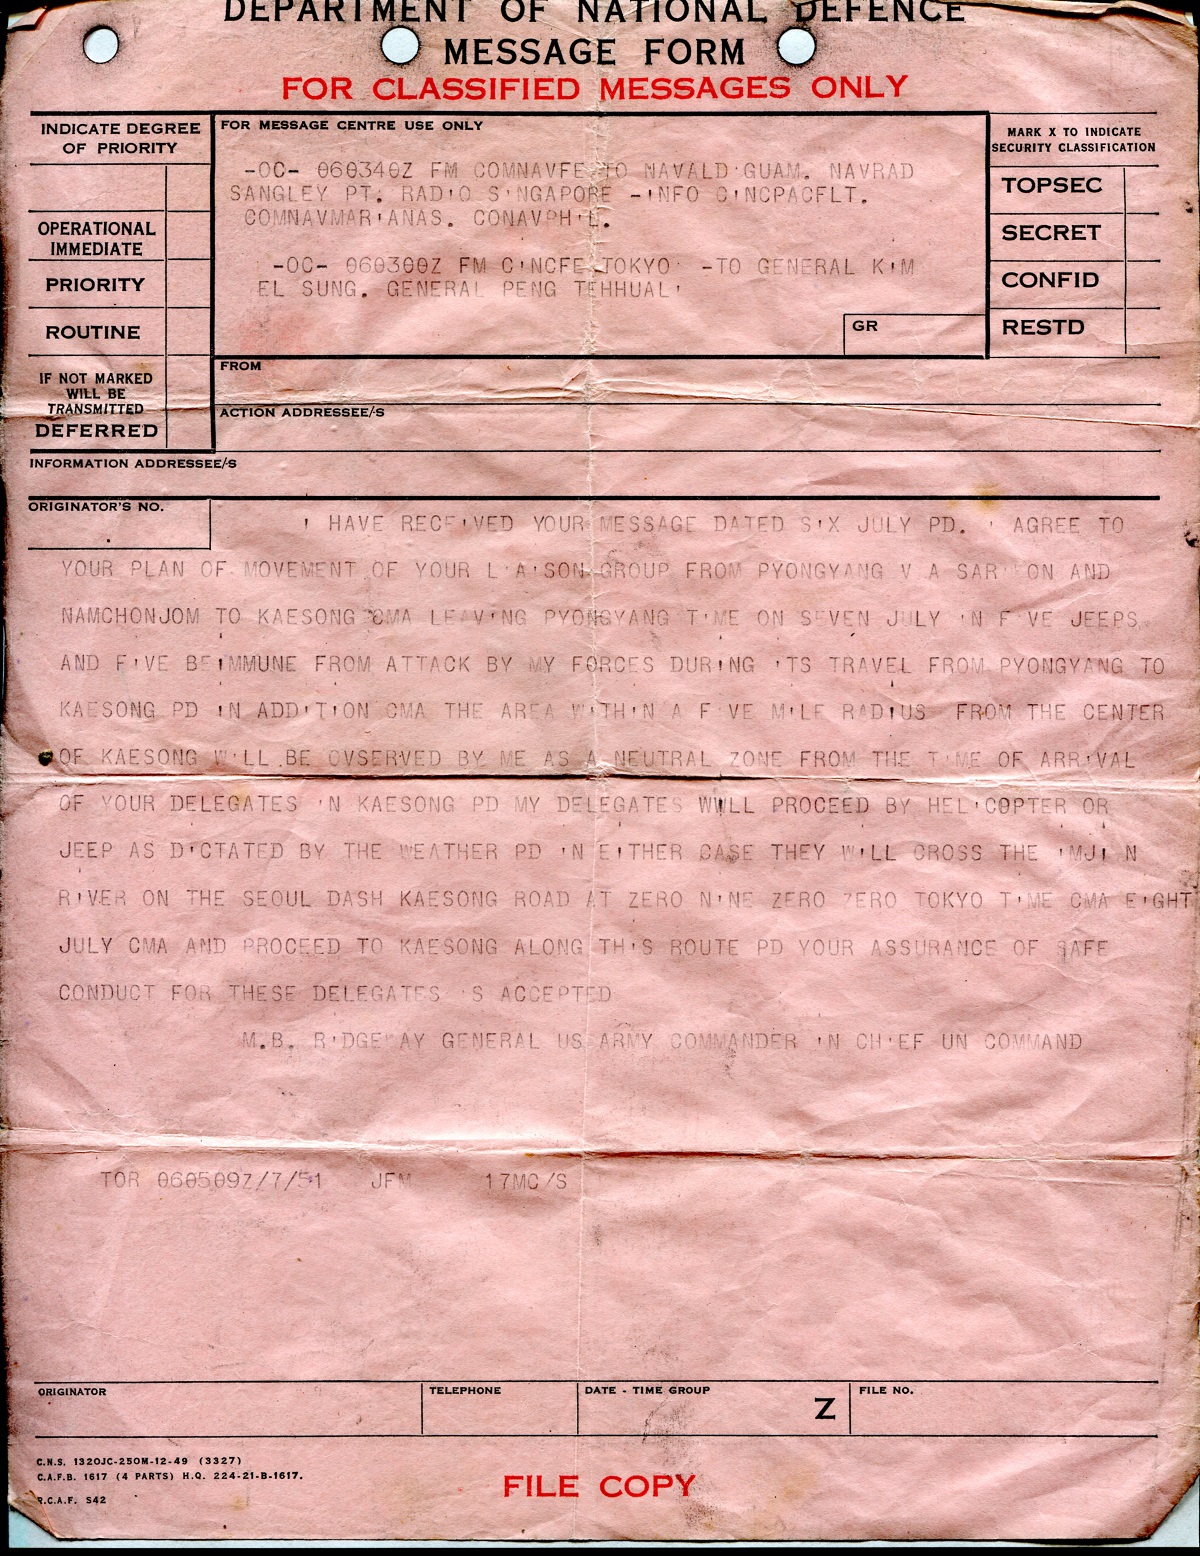 DEPARTMENT OF NATIONAL DEFENCE
MESSAGE FORM
FOR CLASSIFIED MESSAGES ONLY
INDICATE DEGREE
OF PRIORITY
OPERATIONAL
IMMEDIATE
PRIORITY
ROUTINE
IF NOT MARKED
WILL BE
TRANSMITTED
DEFERRED
FOR MESSAGE CENTRE USE ONLY
-OC- 060340Z FM COMNAVFE TO NAVALD GUAM. NAVRAD
SANGLEY PT. RADIO SINGAPORE -INFO CINCPACFLT.
COMNAVMARIANAS. CONAVPHIL.
-OC- 060300Z FM CINCFE TOKYO -TO GENERAL KIM
EL SUNG. GENERAL PENG TEHHUAI
GR
MARK X TO INDICATE
SECURITY CLASSIFICATION
TOPSEC
SECRET
CONFID
RESTD
FROM
ACTION ADDRESSEE/S
INFORMATION ADDRESSEE/S
ORIGINATOR'S NO.
I HAVE RECEIVED YOUR MESSAGE DATED SIX JULY PD. I AGREE TO
YOUR PLAN OF MOVEMENT OF YOUR LIAISON GROUP FROM PYONGYANG VIA SARIWON AND
NAMCHONJOM TO KAESONG CMA LEAVING PYONGYANG TIME ON SEVEN JULY IN FIVE JEEPS
AND FIVE BEIMMUNE FROM ATTACK BY MY FORCES DURING ITS TRAVEL FROM PYONGYANG TO
KAESONG PD IN ADDITION CMA THE AREA WITHIN A FIVE MILE RADIUS FROM THE CENTER
OF KAESONG WILL BE OVSERVED BY ME AS A NEUTRAL ZONE FROM THE TIME OF ARRIVAL
OF YOUR DELEGATES IN KAESONG PD MY DELEGATES WWLL PROCEED BY HELICOPTER OR
JEEP AS DICTATED BY THE WEATHER PD IN EITHER CASE THEY WILL CROSS THE IMJIN
RIVER ON THE SEOUL DASH KAESONG ROAD AT ZERO NINE ZERO ZERO TOKYO TIME CMA EIGHT
JULY CMA AND PROCEED TO KAESONG ALONG THIS ROUTE PD YOUR ASSURANCE OF SAFE
CONDUCT FOR THESE DELEGATES IS ACCEPTED
M.B. RIDGEWAY GENERAL US ARMY COMMANDER IN CHIEF UN COMMAND
TOR 060509Z/7/51 JFM 17MC/S
ORIGINATOR
TELEPHONE
DATE - TIME GROUP
Z
FILE NO.
C.N.S. 1320JC-250M-12-49 (3327)
C.A.F.B. 1617 (4 PARTS) H.Q. 224-21-B-1617.
R.C.A.F. S42
FILE COPY